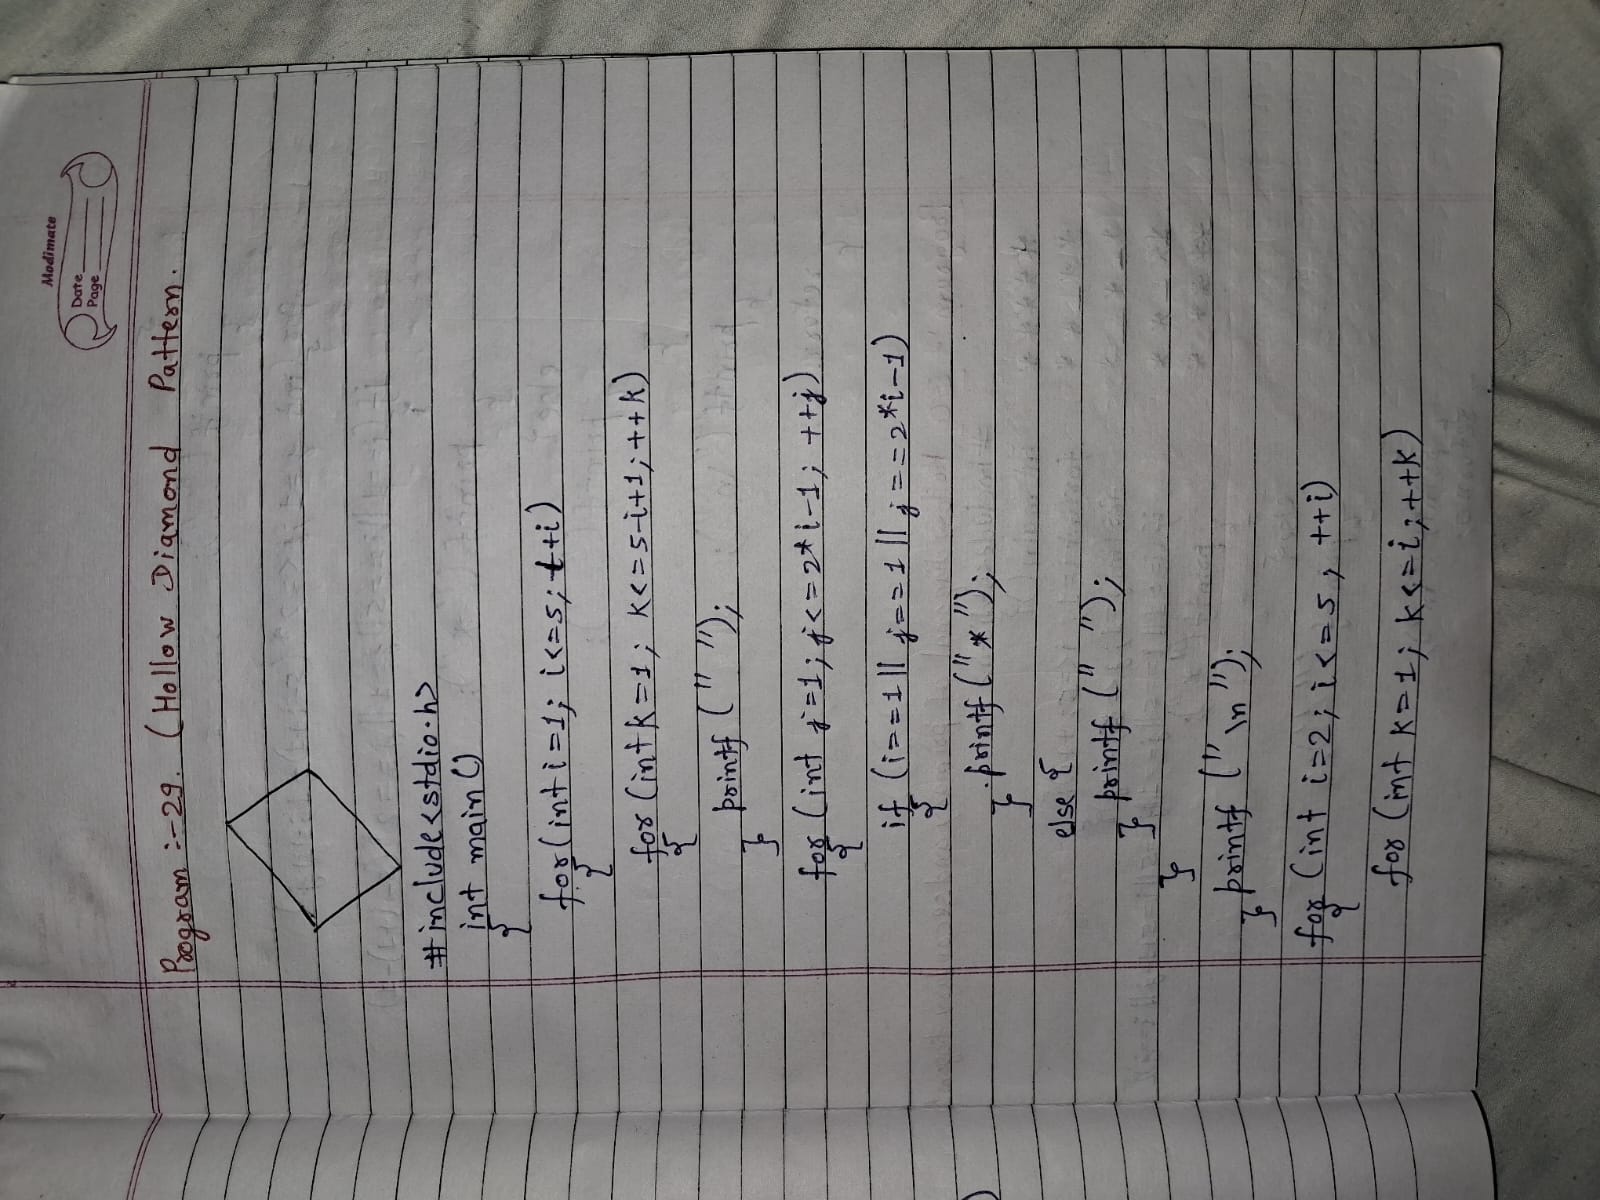 Modimate
Date
Page
Program :- 29. (Hollow Diamond Pattern.
#include<stdio.h>
int main()
{
for(int i=1; i<=5; ++i)
{
for(int k=1; k<=5-i+1; ++k)
{
printf (" ");
}
for (int j=1; j<=2*i-1; ++j)
{
if (i==1|| j==1 || j==2*i-1)
{
printf("*");
}
else {
printf (" ");
}
}
printf ("\n");
}
for (int i=2; i<=5, ++i)
{
for (int k=1; k<=i; ++k)